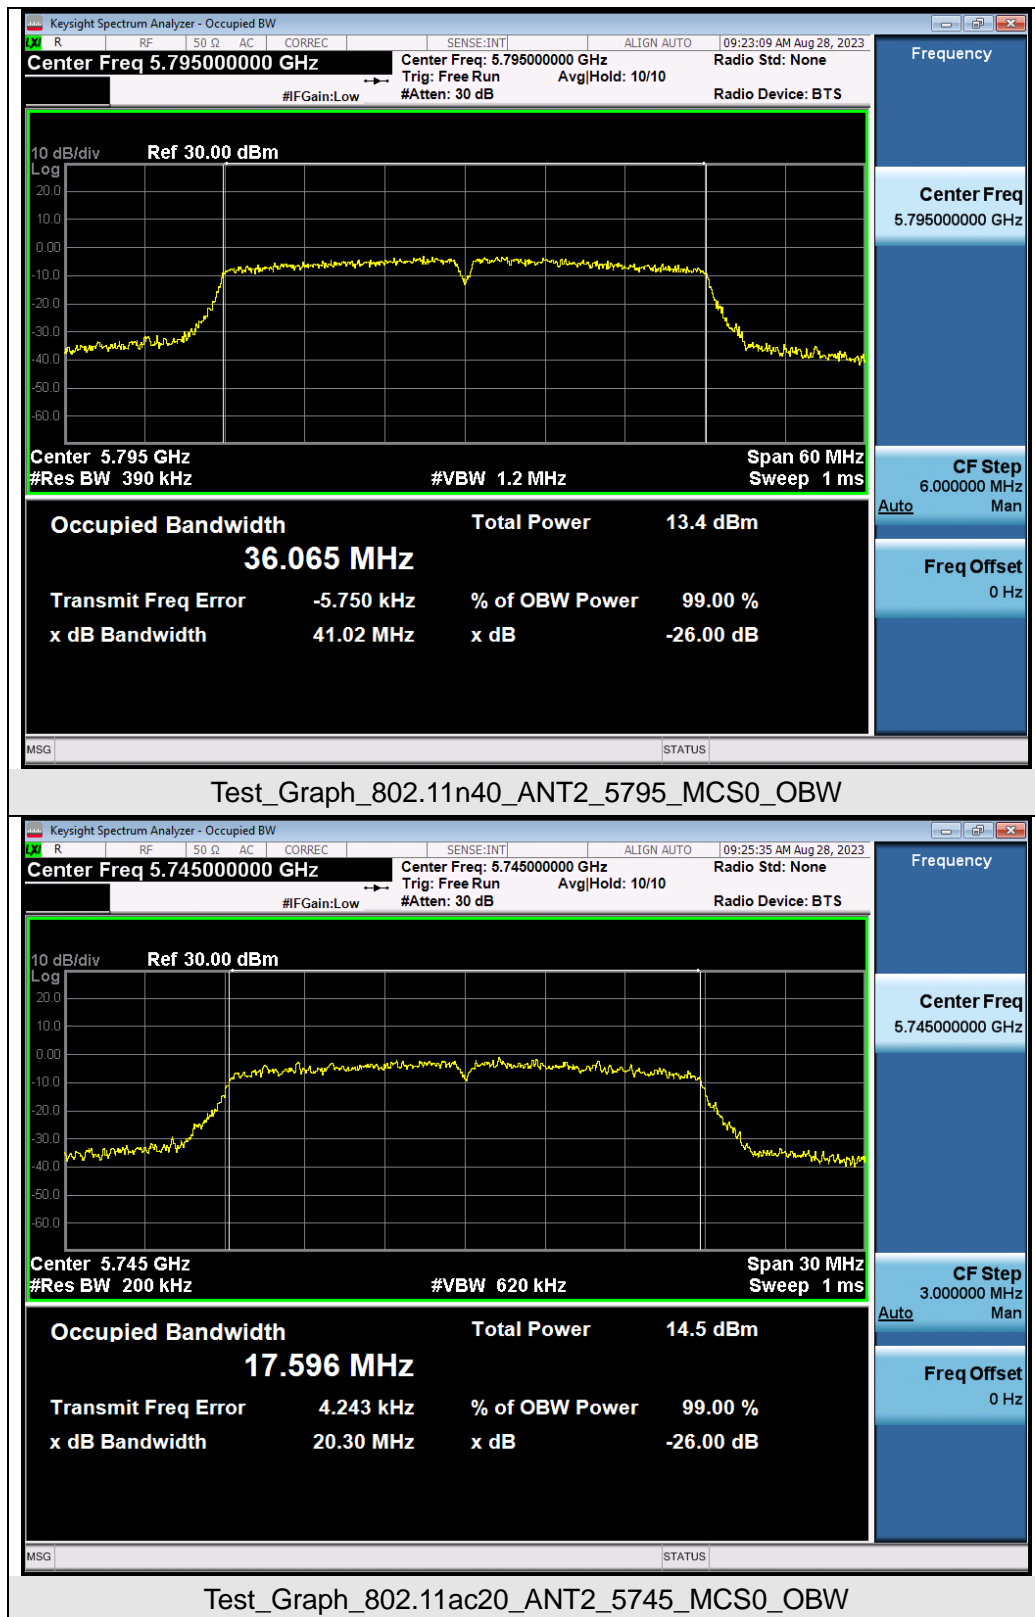 Keysight Spectrum Analyzer - Occupied BW
LXI R RF 50 Ω AC CORREC SENSE:INT ALIGN AUTO 09:23:09 AM Aug 28, 2023
Center Freq 5.795000000 GHz Center Freq: 5.795000000 GHz Radio Std: None
Trig: Free Run Avg|Hold: 10/10
#IFGain:Low #Atten: 30 dB Radio Device: BTS
Frequency
10 dB/div Ref 30.00 dBm
Log
20.0
10.0
0.00
-10.0
-20.0
-30.0
-40.0
-50.0
-60.0
Center 5.795 GHz Span 60 MHz
#Res BW 390 kHz #VBW 1.2 MHz Sweep 1 ms
Center Freq
5.795000000 GHz
CF Step
6.000000 MHz
Auto Man
Freq Offset
0 Hz
Occupied Bandwidth Total Power 13.4 dBm
36.065 MHz
Transmit Freq Error -5.750 kHz % of OBW Power 99.00 %
x dB Bandwidth 41.02 MHz x dB -26.00 dB
MSG STATUS
Test_Graph_802.11n40_ANT2_5795_MCS0_OBW
Keysight Spectrum Analyzer - Occupied BW
LXI R RF 50 Ω AC CORREC SENSE:INT ALIGN AUTO 09:25:35 AM Aug 28, 2023
Center Freq 5.745000000 GHz Center Freq: 5.745000000 GHz Radio Std: None
Trig: Free Run Avg|Hold: 10/10
#IFGain:Low #Atten: 30 dB Radio Device: BTS
Frequency
10 dB/div Ref 30.00 dBm
Log
20.0
10.0
0.00
-10.0
-20.0
-30.0
-40.0
-50.0
-60.0
Center 5.745 GHz Span 30 MHz
#Res BW 200 kHz #VBW 620 kHz Sweep 1 ms
Center Freq
5.745000000 GHz
CF Step
3.000000 MHz
Auto Man
Freq Offset
0 Hz
Occupied Bandwidth Total Power 14.5 dBm
17.596 MHz
Transmit Freq Error 4.243 kHz % of OBW Power 99.00 %
x dB Bandwidth 20.30 MHz x dB -26.00 dB
MSG STATUS
Test_Graph_802.11ac20_ANT2_5745_MCS0_OBW